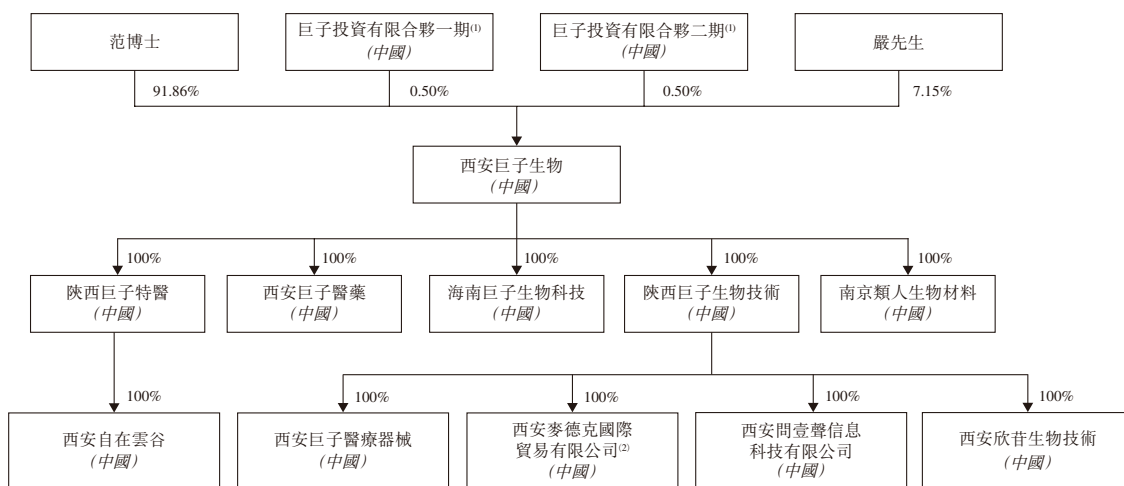 范博士
巨子投資有限合夥一期⁽¹⁾
(中國)
巨子投資有限合夥二期⁽¹⁾
(中國)
嚴先生
91.86%
0.50%
0.50%
7.15%
西安巨子生物
(中國)
100%
100%
100%
100%
100%
陝西巨子特醫
(中國)
西安巨子醫藥
(中國)
海南巨子生物科技
(中國)
陝西巨子生物技術
(中國)
南京類人生物材料
(中國)
100%
100%
100%
100%
100%
西安自在雲谷
(中國)
西安巨子醫療器械
(中國)
西安麥德克國際
貿易有限公司⁽²⁾
(中國)
西安問壹聲信息
科技有限公司
(中國)
西安欣苷生物技術
(中國)